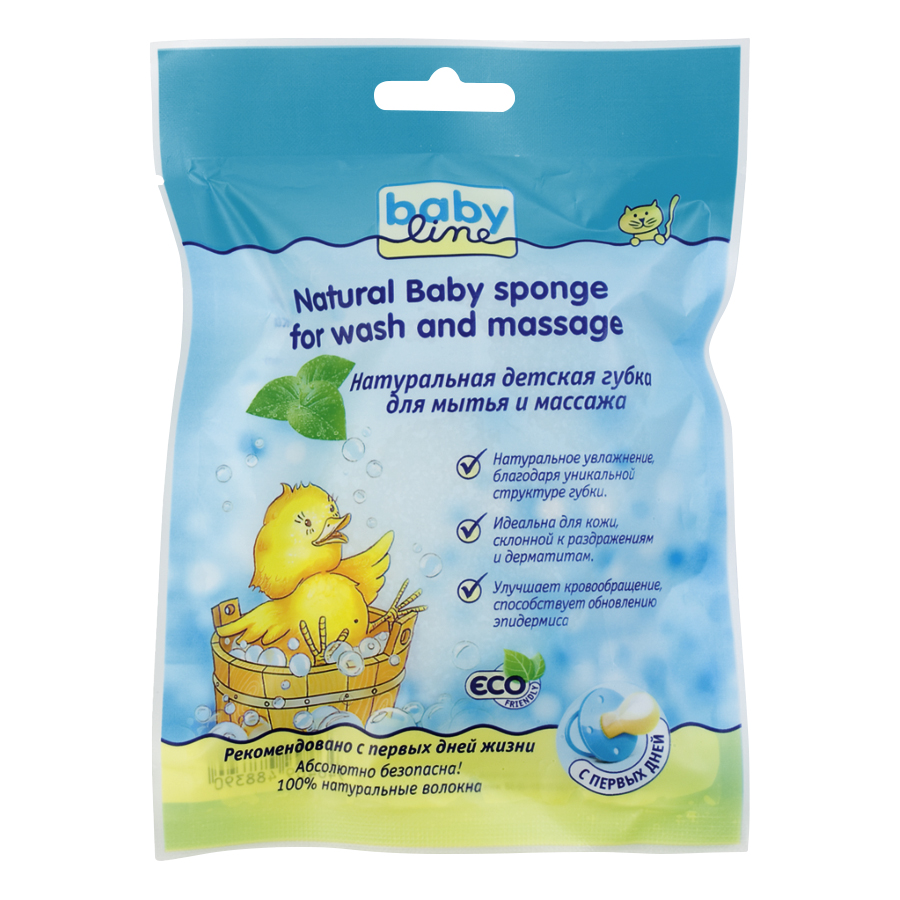 baby
line
Natural Baby sponge
for wash and massage
Натуральная детская губка
для мытья и массажа
Натуральное увлажнение,
благодаря уникальной
структуре губки.
Идеальна для кожи,
склонной к раздражениям
и дерматитам.
Улучшает кровообращение,
способствует обновлению
эпидермиса
ECO
FRIENDLY
Рекомендовано с первых дней жизни
Абсолютно безопасна!
100% натуральные волокна
С ПЕРВЫХ ДНЕЙ